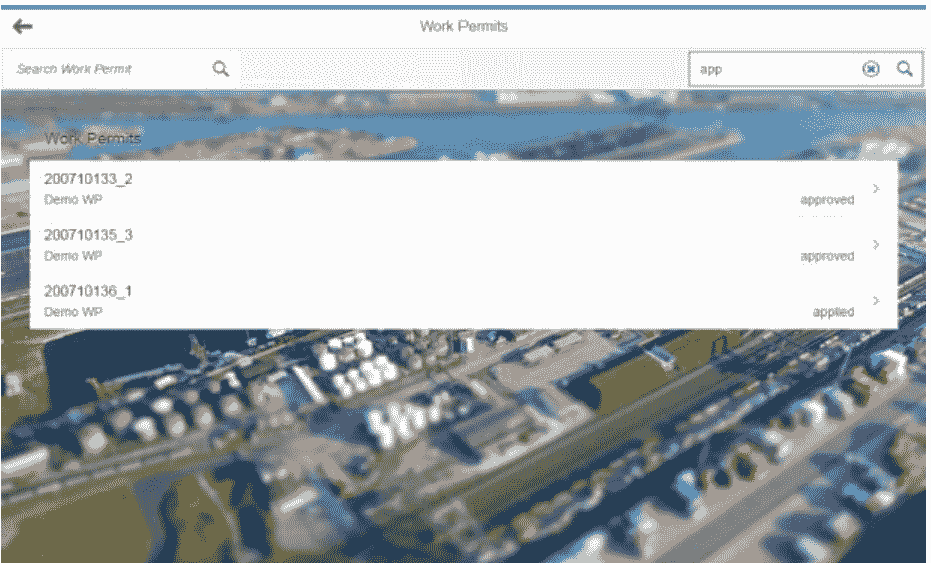 Work Permits
Search Work Permit
app
Work Permits
200710133_2
Demo WP
approved
200710135_3
Demo WP
approved
200710136_1
Demo WP
applied